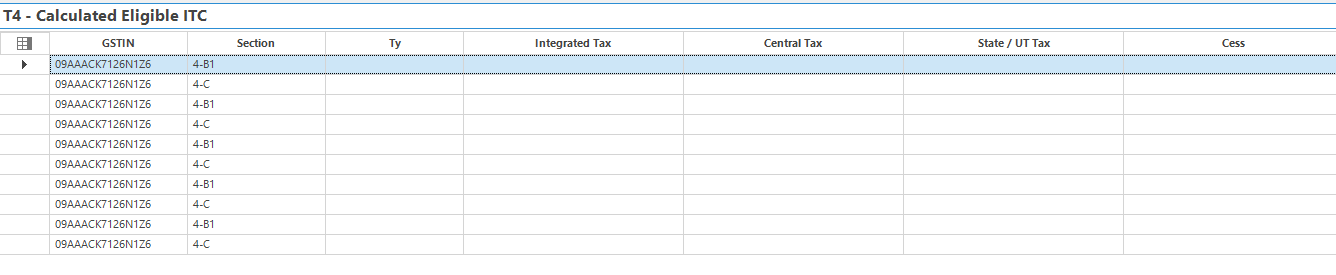 T4 - Calculated Eligible ITC
GSTIN Section Ty Integrated Tax Central Tax State / UT Tax Cess
09AAACK7126N1Z6 4-B1
09AAACK7126N1Z6 4-C
09AAACK7126N1Z6 4-B1
09AAACK7126N1Z6 4-C
09AAACK7126N1Z6 4-B1
09AAACK7126N1Z6 4-C
09AAACK7126N1Z6 4-B1
09AAACK7126N1Z6 4-C
09AAACK7126N1Z6 4-B1
09AAACK7126N1Z6 4-C